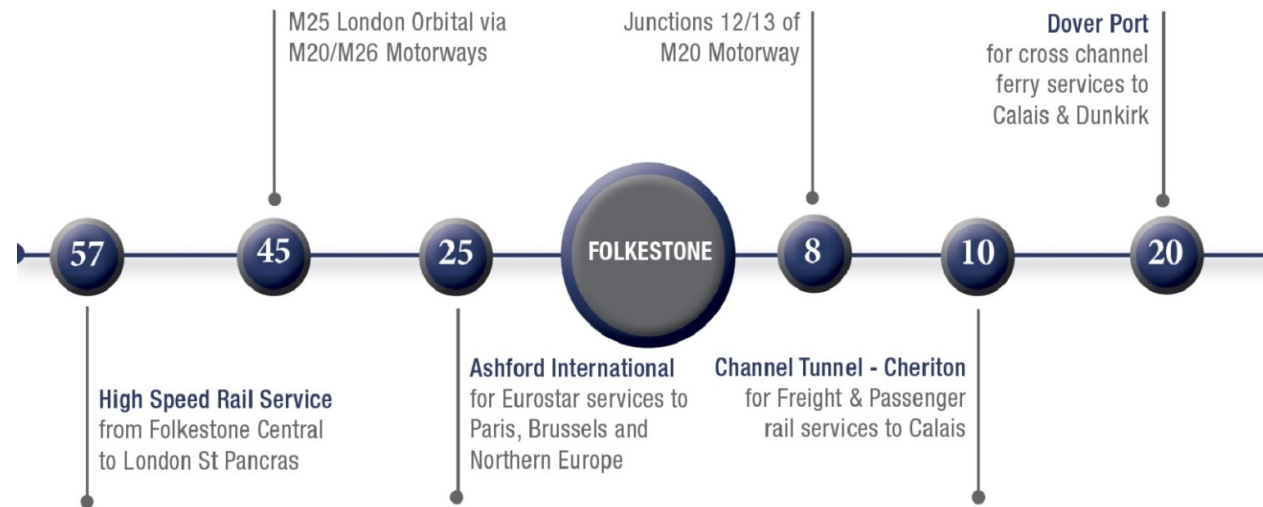 M25 London Orbital via
M20/M26 Motorways
Junctions 12/13 of
M20 Motorway
Dover Port
for cross channel
ferry services to
Calais & Dunkirk
57
45
25
FOLKESTONE
8
10
20
High Speed Rail Service
from Folkestone Central
to London St Pancras
Ashford International
for Eurostar services to
Paris, Brussels and
Northern Europe
Channel Tunnel - Cheriton
for Freight & Passenger
rail services to Calais